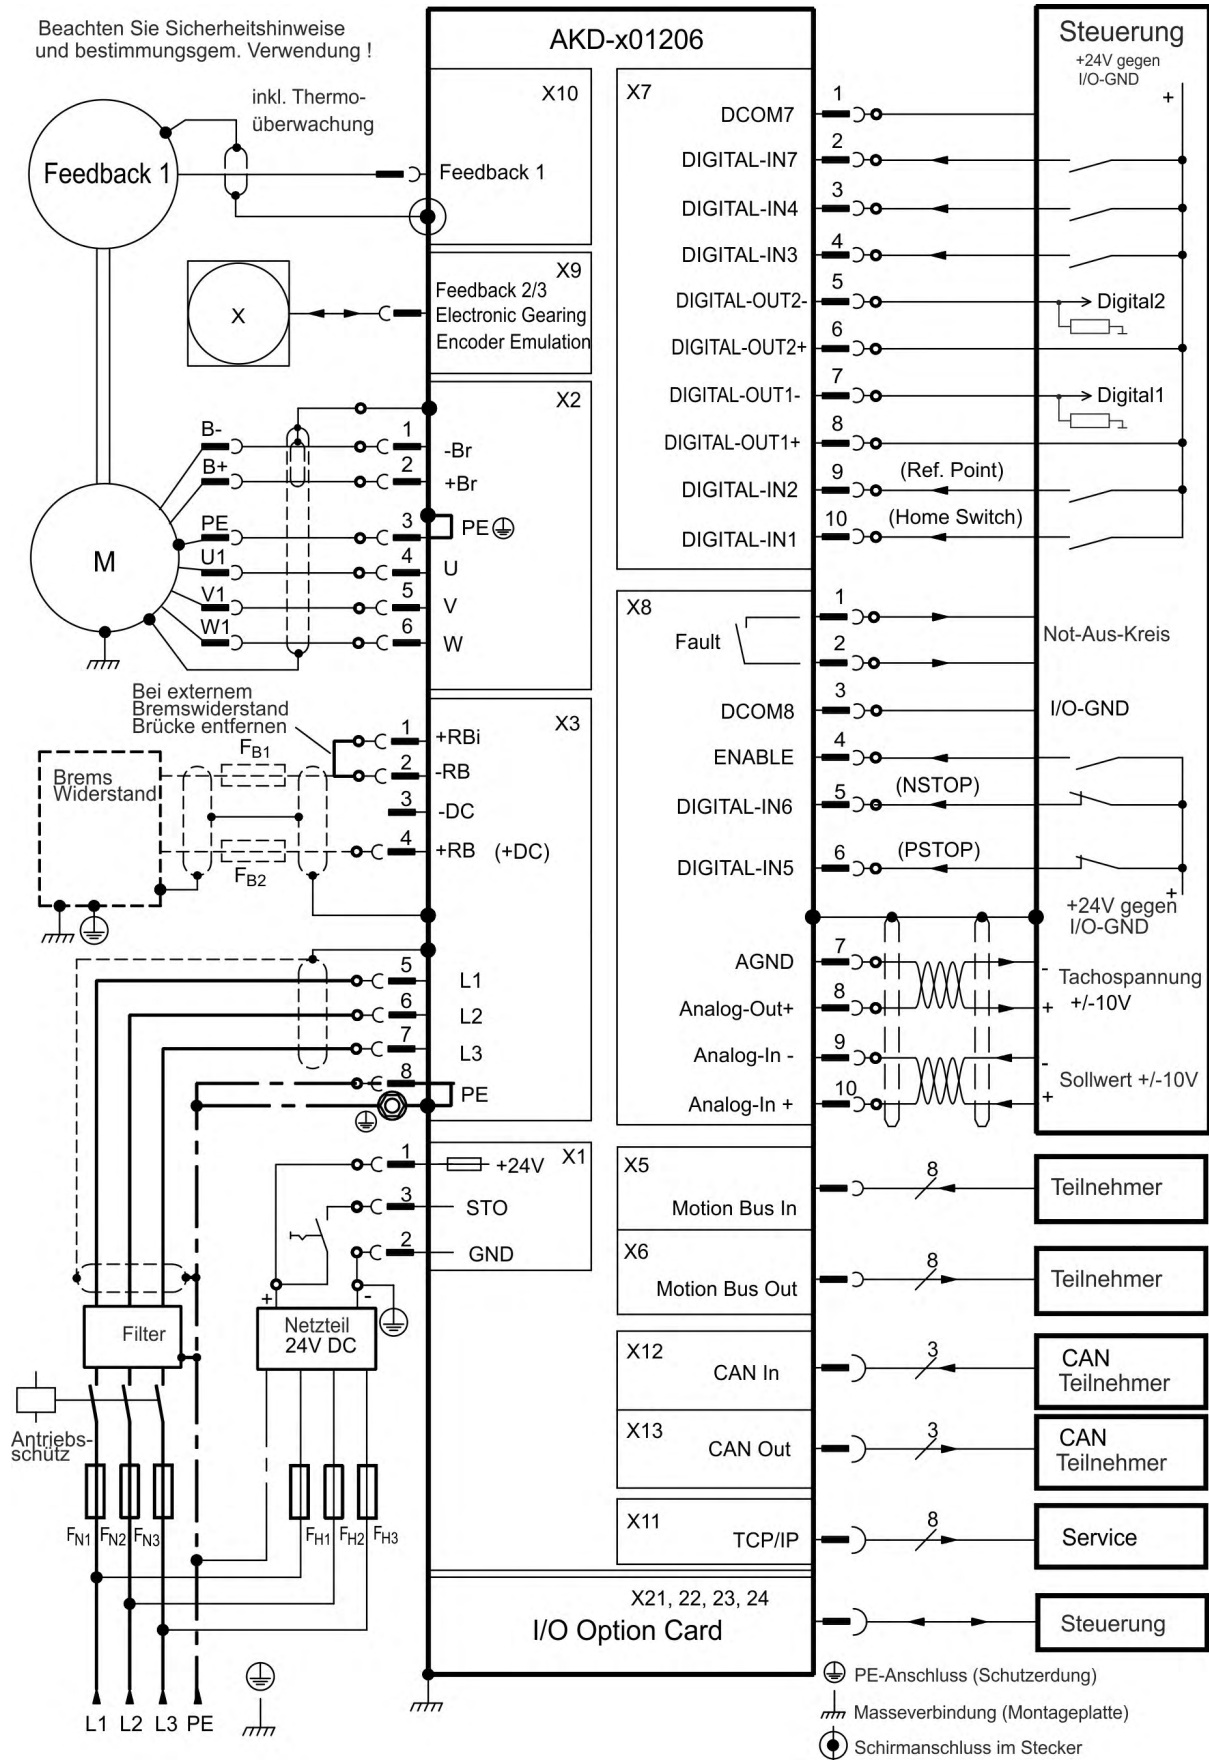 Beachten Sie Sicherheitshinweise
und bestimmungsgem. Verwendung !
AKD-x01206
Steuerung
+24V gegen
I/O-GND
+
inkl. Thermo-
überwachung
Feedback 1
X10
Feedback 1
X
X9
Feedback 2/3
Electronic Gearing
Encoder Emulation
X2
B-
1
-Br
B+
2
+Br
PE
3
PE
U1
4
U
V1
5
V
W1
6
W
M
Bei externem
Bremswiderstand
Brücke entfernen
FB1
Brems
Widerstand
FB2
X3
1
+RBi
2
-RB
3
-DC
4
+RB (+DC)
5
L1
6
L2
7
L3
8
PE
X1
1
+24V
3
STO
2
GND
+
-
Filter
Netzteil
24V DC
Antriebs-
schütz
FN1
FN2
FN3
FH1
FH2
FH3
L1 L2 L3 PE
X7
DCOM7
1
DIGITAL-IN7
2
DIGITAL-IN4
3
DIGITAL-IN3
4
DIGITAL-OUT2-
5
Digital2
DIGITAL-OUT2+
6
DIGITAL-OUT1-
7
Digital1
DIGITAL-OUT1+
8
DIGITAL-IN2
9
(Ref. Point)
DIGITAL-IN1
10
(Home Switch)
X8
Fault
1
2
Not-Aus-Kreis
DCOM8
3
I/O-GND
ENABLE
4
DIGITAL-IN6
5
(NSTOP)
DIGITAL-IN5
6
(PSTOP)
+
+24V gegen
I/O-GND
AGND
7
-
Tachospannung
+/-10V
Analog-Out+
8
+
Analog-In -
9
-
Sollwert +/-10V
Analog-In +
10
+
X5
Motion Bus In
8
Teilnehmer
X6
Motion Bus Out
8
Teilnehmer
X12
CAN In
3
CAN
Teilnehmer
X13
CAN Out
3
CAN
Teilnehmer
X11
TCP/IP
8
Service
X21, 22, 23, 24
I/O Option Card
Steuerung
PE-Anschluss (Schutzerdung)
Masseverbindung (Montageplatte)
Schirmanschluss im Stecker